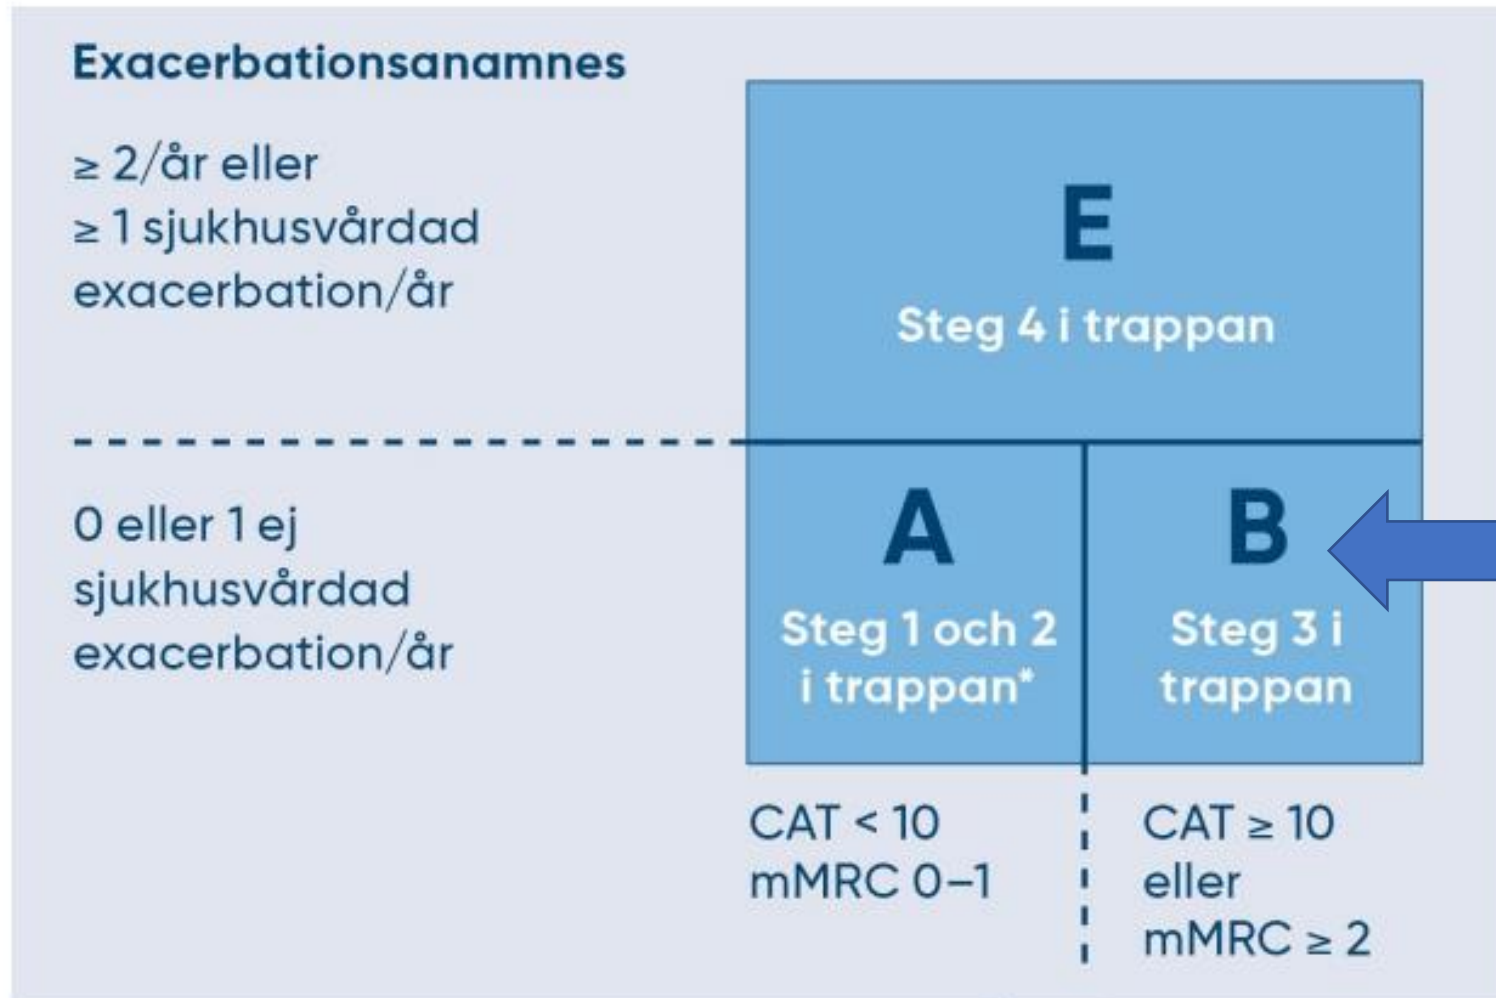 Exacerbationsanamnes
≥ 2/år eller
≥ 1 sjukhusvårdad
exacerbation/år
E
Steg 4 i trappan
0 eller 1 ej
sjukhusvårdad
exacerbation/år
A
Steg 1 och 2
i trappan*
B
Steg 3 i
trappan
CAT < 10
mMRC 0–1
CAT ≥ 10
eller
mMRC ≥ 2